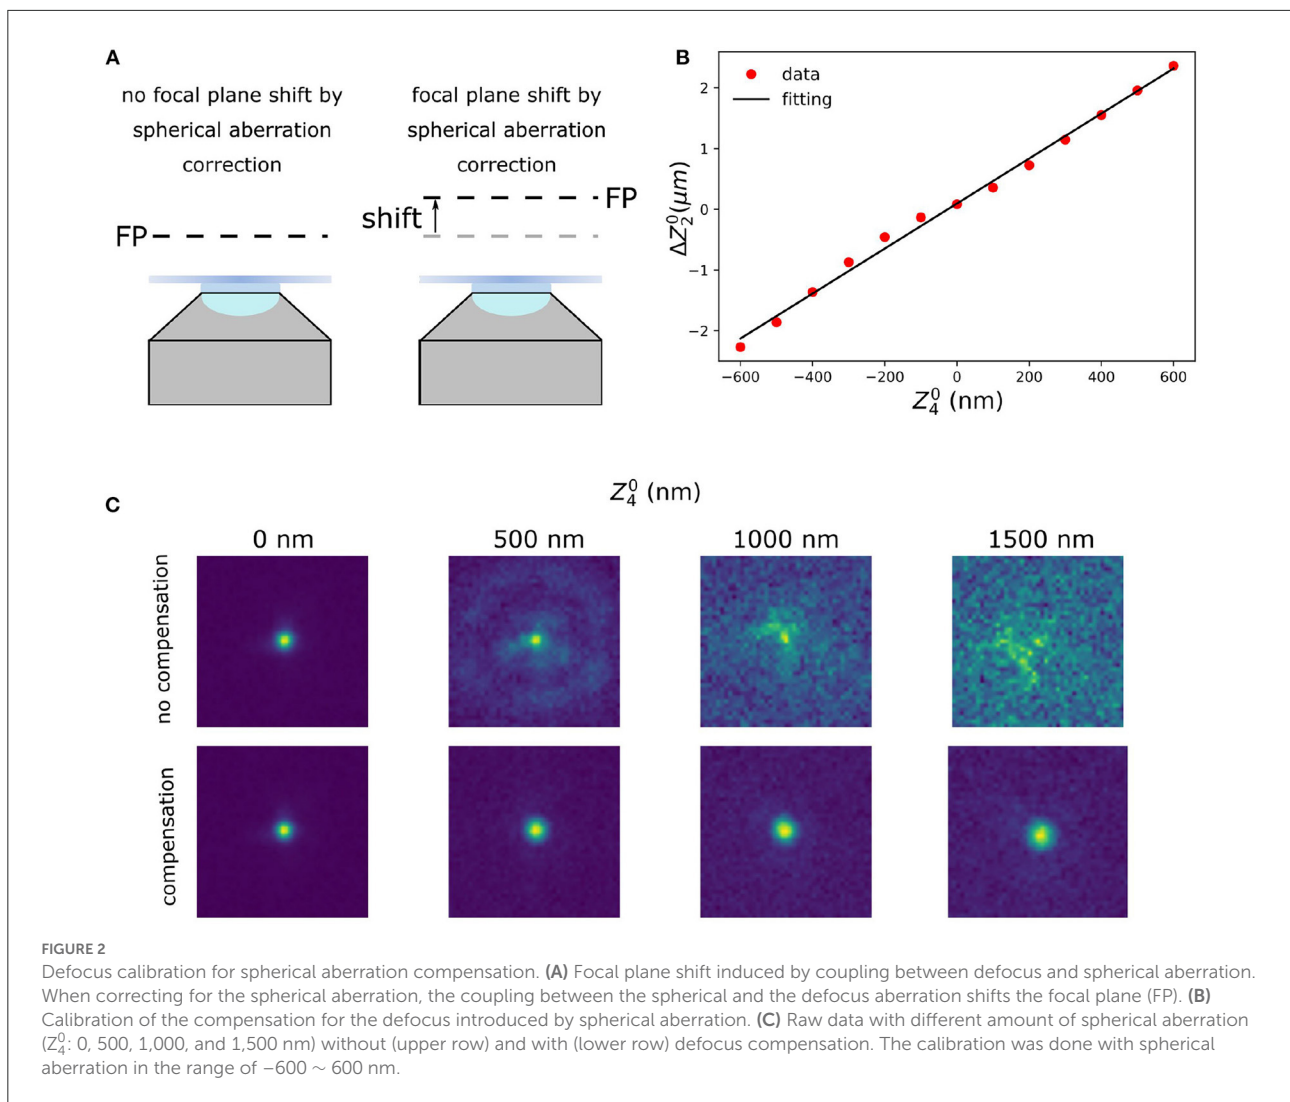 A
no focal plane shift by
spherical aberration
correction
focal plane shift by
spherical aberration
correction
FP
shift
FP
B
data
fitting
2
1
0
−1
−2
ΔZ₂⁰(μm)
−600
−400
−200
0
200
400
600
Z₄⁰ (nm)
C
Z₄⁰ (nm)
0 nm
500 nm
1000 nm
1500 nm
no compensation
compensation
FIGURE 2
Defocus calibration for spherical aberration compensation. (A) Focal plane shift induced by coupling between defocus and spherical aberration.
When correcting for the spherical aberration, the coupling between the spherical and the defocus aberration shifts the focal plane (FP). (B)
Calibration of the compensation for the defocus introduced by spherical aberration. (C) Raw data with different amount of spherical aberration
(Z₄⁰: 0, 500, 1,000, and 1,500 nm) without (upper row) and with (lower row) defocus compensation. The calibration was done with spherical
aberration in the range of −600 ∼ 600 nm.